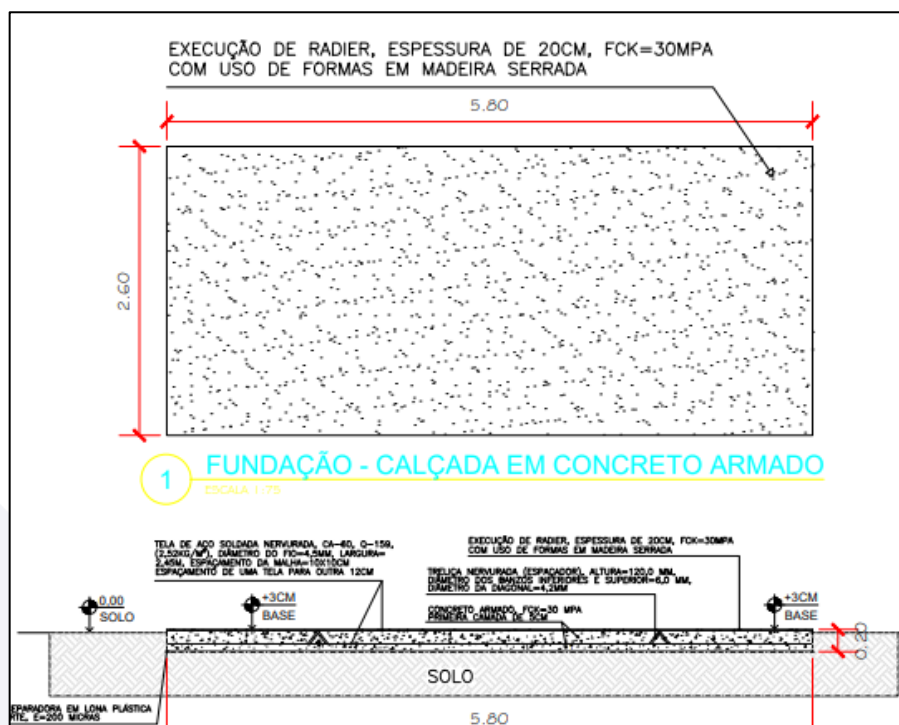 EXECUÇÃO DE RADIER, ESPESSURA DE 20CM, FCK=30MPA
COM USO DE FORMAS EM MADEIRA SERRADA
5.80
2.60
1 FUNDAÇÃO - CALÇADA EM CONCRETO ARMADO
ESCALA 1:75
TELA DE AÇO SOLDADA NERVURADA, CA-60, Q-159,
(2,52KG/M²), DIÂMETRO DO FIO=4,5MM, LARGURA=
2,45M, ESPAÇAMENTO DA MALHA=10X10CM
ESPAÇAMENTO DE UMA TELA PARA OUTRA 12CM
EXECUÇÃO DE RADIER, ESPESSURA DE 20CM, FCK=30MPA
COM USO DE FORMAS EM MADEIRA SERRADA
TRELIÇA NERVURADA (ESPAÇADOR), ALTURA=120,0 MM,
DIÂMETRO DOS BANZOS INFERIORES E SUPERIOR=6,0 MM,
DIÂMETRO DA DIAGONAL=4,2MM
CONCRETO ARMADO, FCK=30 MPA
PRIMEIRA CAMADA DE 5CM
0.00
SOLO
+3CM
BASE
+3CM
BASE
0.20
SOLO
EPARADORA EM LONA PLÁSTICA
RTE, E=200 MICRAS
5.80